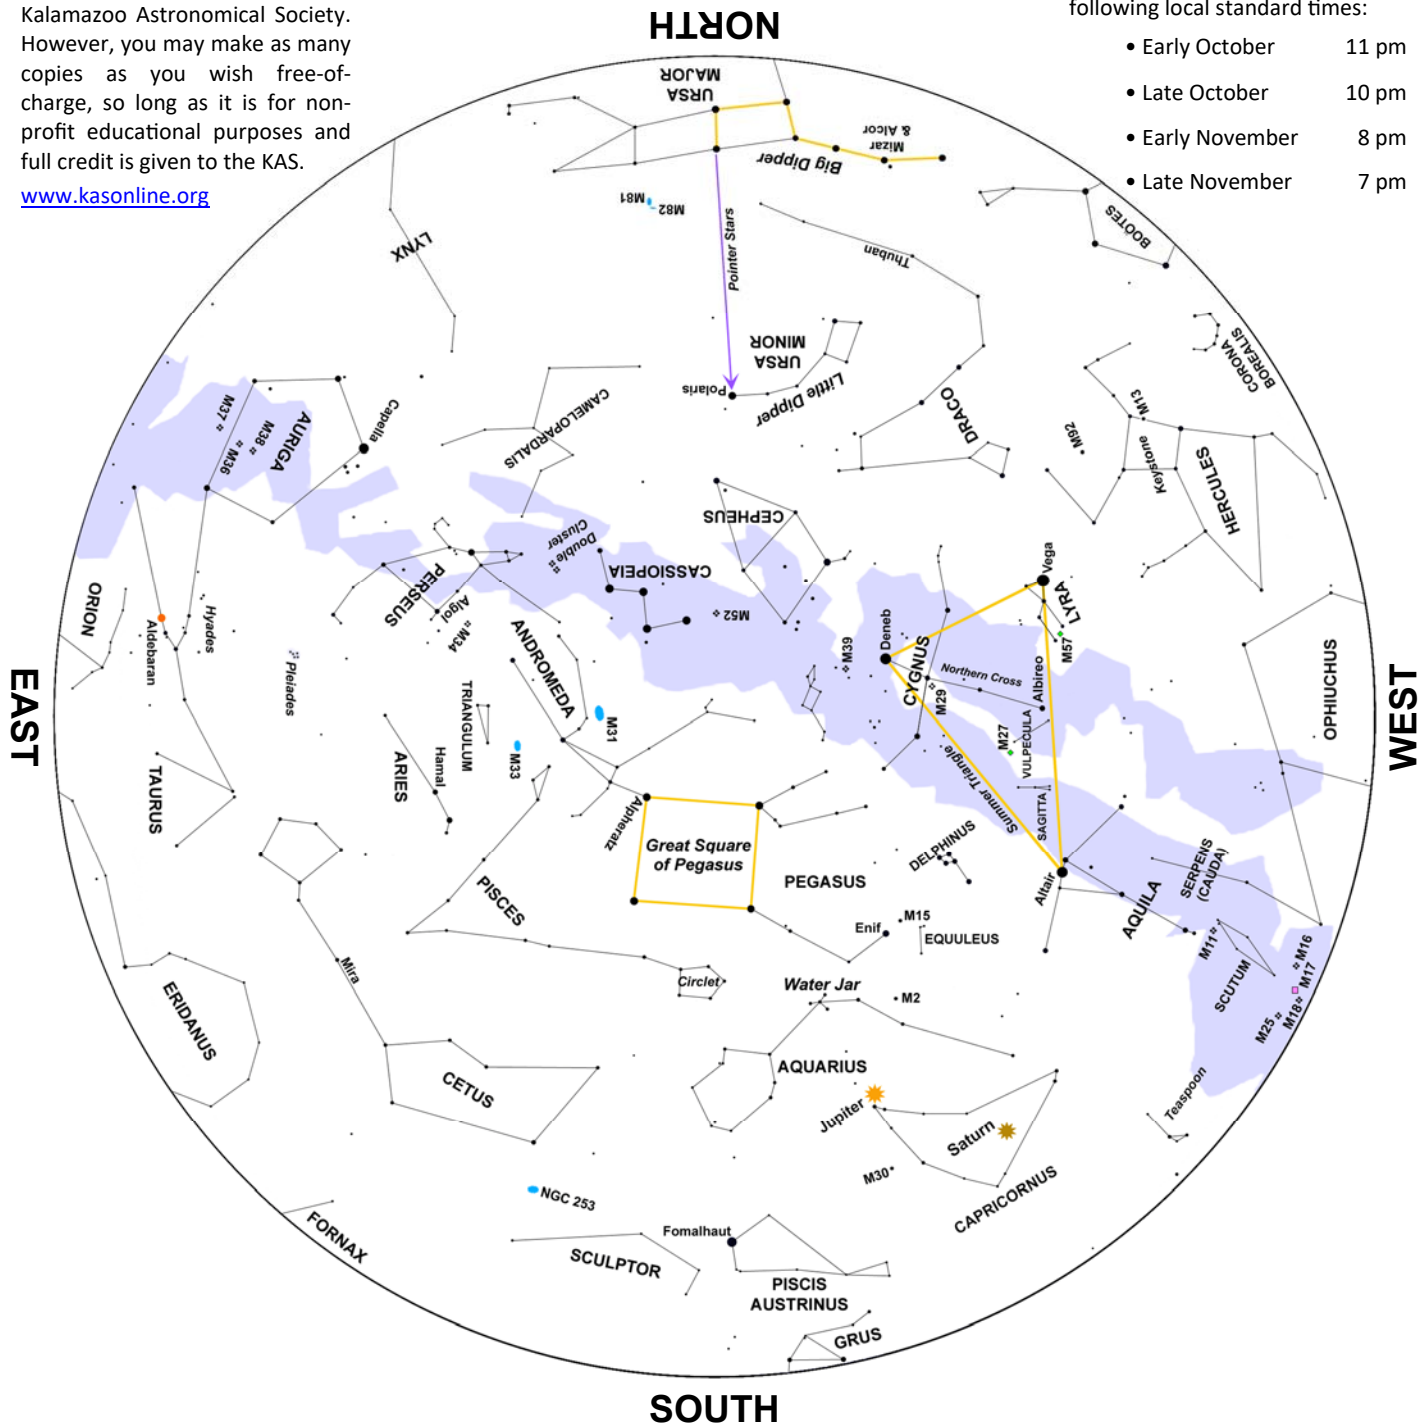 Kalamazoo Astronomical Society.
However, you may make as many
copies as you wish free-of-
charge, so long as it is for non-
profit educational purposes and
full credit is given to the KAS.
www.kasonline.org
following local standard times:
• Early October 11 pm
• Late October 10 pm
• Early November 8 pm
• Late November 7 pm
NORTH
URSA
MAJOR
Big Dipper
Mizar
& Alcor
M81
M82
Pointer Stars
LYNX
BOOTES
Thuban
URSA
MINOR
Little Dipper
Polaris
CORONA
BOREALIS
DRACO
CAMELOPARDALIS
Capella
AURIGA
M37
M38
M36
M13
M92
Keystone
HERCULES
CEPHEUS
Double
Cluster
CASSIOPEIA
M52
PERSEUS
Algol
M34
Vega
LYRA
M57
Deneb
CYGNUS
Northern Cross
Albireo
M29
M39
ORION
Hyades
Aldebaran
Pleiades
ANDROMEDA
TRIANGULUM
M31
M33
M27
VULPECULA
Summer Triangle
SAGITTA
OPHIUCHUS
EAST
WEST
TAURUS
ARIES
Hamal
Alpheratz
Great Square
of Pegasus
PEGASUS
DELPHINUS
Altair
AQUILA
SERPENS
(CAUDA)
PISCES
Enif
M15
EQUULEUS
M11
SCUTUM
M16
M17
M18
M25
Mira
Circlet
Water Jar
M2
ERIDANUS
CETUS
AQUARIUS
Jupiter
Saturn
Teaspoon
M30
CAPRICORNUS
NGC 253
FORNAX
SCULPTOR
Fomalhaut
PISCIS
AUSTRINUS
GRUS
SOUTH